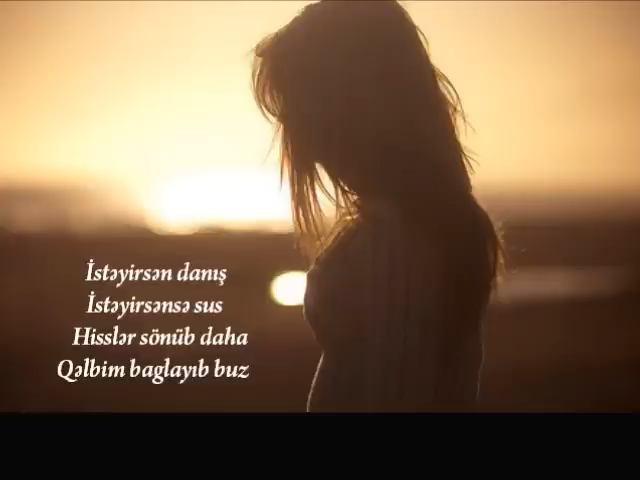 İstəyirsən danış
İstəyirsənsə sus
Hisslər sönüb daha
Qəlbim baglayıb buz